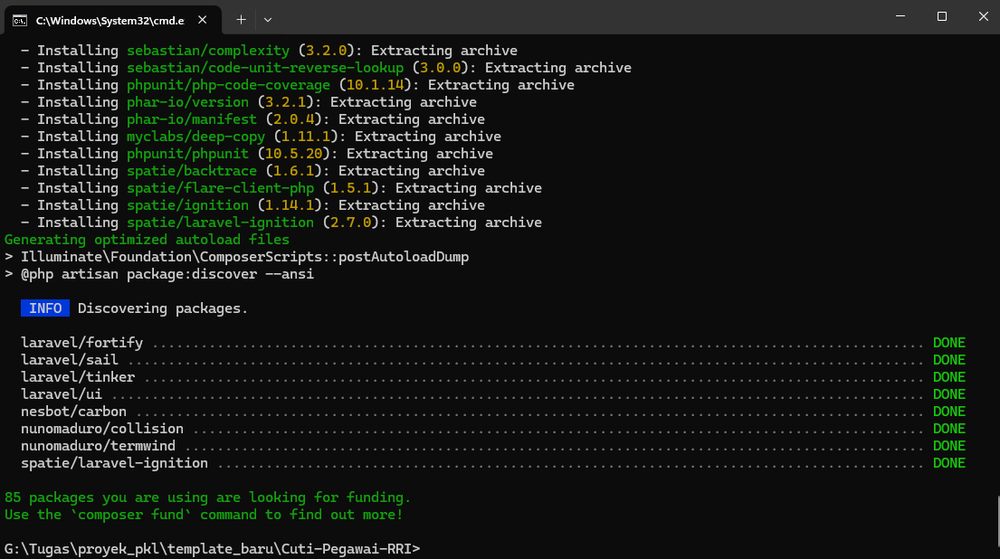 C:\Windows\System32\cmd.e
- Installing sebastian/complexity (3.2.0): Extracting archive
- Installing sebastian/code-unit-reverse-lookup (3.0.0): Extracting archive
- Installing phpunit/php-code-coverage (10.1.14): Extracting archive
- Installing phar-io/version (3.2.1): Extracting archive
- Installing phar-io/manifest (2.0.4): Extracting archive
- Installing myclabs/deep-copy (1.11.1): Extracting archive
- Installing phpunit/phpunit (10.5.20): Extracting archive
- Installing spatie/backtrace (1.6.1): Extracting archive
- Installing spatie/flare-client-php (1.5.1): Extracting archive
- Installing spatie/ignition (1.14.1): Extracting archive
- Installing spatie/laravel-ignition (2.7.0): Extracting archive
Generating optimized autoload files
> Illuminate\Foundation\ComposerScripts::postAutoloadDump
> @php artisan package:discover --ansi
INFO Discovering packages.
laravel/fortify ............................................................................................... DONE
laravel/sail .................................................................................................. DONE
laravel/tinker ................................................................................................ DONE
laravel/ui .................................................................................................... DONE
nesbot/carbon ................................................................................................. DONE
nunomaduro/collision .......................................................................................... DONE
nunomaduro/termwind ........................................................................................... DONE
spatie/laravel-ignition ....................................................................................... DONE
85 packages you are using are looking for funding.
Use the `composer fund` command to find out more!
G:\Tugas\proyek_pkl\template_baru\Cuti-Pegawai-RRI>